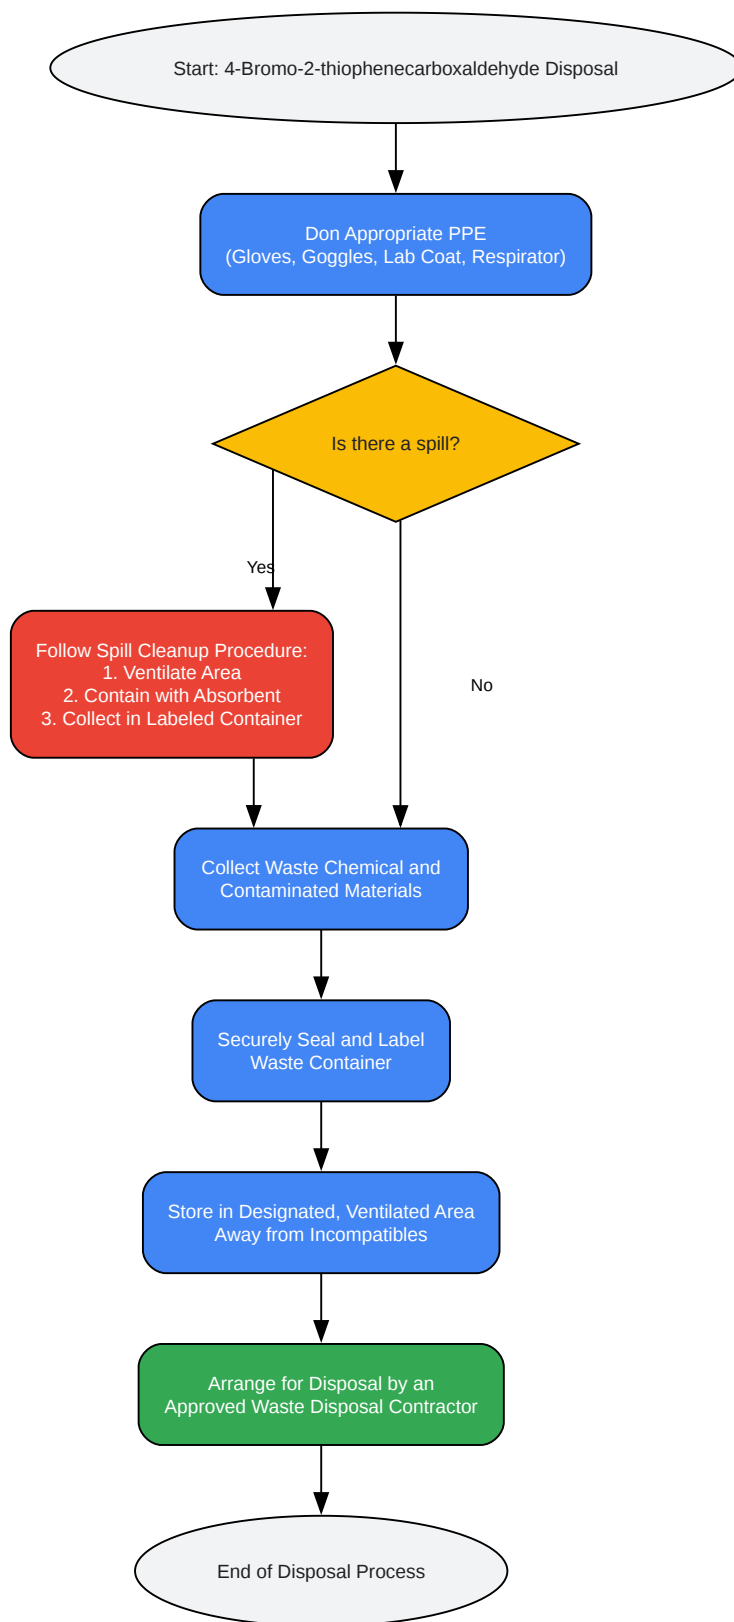 Start: 4-Bromo-2-thiophenecarboxaldehyde Disposal
Don Appropriate PPE
(Gloves, Goggles, Lab Coat, Respirator)
Is there a spill?
Yes
Follow Spill Cleanup Procedure:
1. Ventilate Area
2. Contain with Absorbent
3. Collect in Labeled Container
No
Collect Waste Chemical and
Contaminated Materials
Securely Seal and Label
Waste Container
Store in Designated, Ventilated Area
Away from Incompatibles
Arrange for Disposal by an
Approved Waste Disposal Contractor
End of Disposal Process